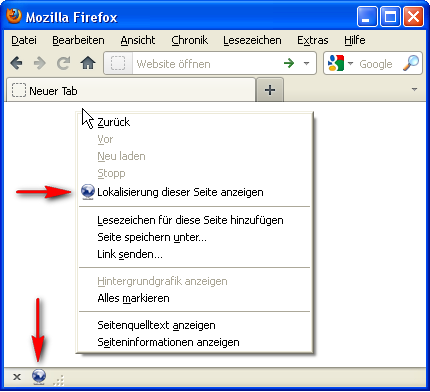 Mozilla Firefox
Datei Bearbeiten Ansicht Chronik Lesezeichen Extras Hilfe
Website öffnen Google
Neuer Tab
Zurück
Vor
Neu laden
Stopp
Lokalisierung dieser Seite anzeigen
Lesezeichen für diese Seite hinzufügen
Seite speichern unter...
Link senden...
Hintergrundgrafik anzeigen
Alles markieren
Seitenquelltext anzeigen
Seiteninformationen anzeigen